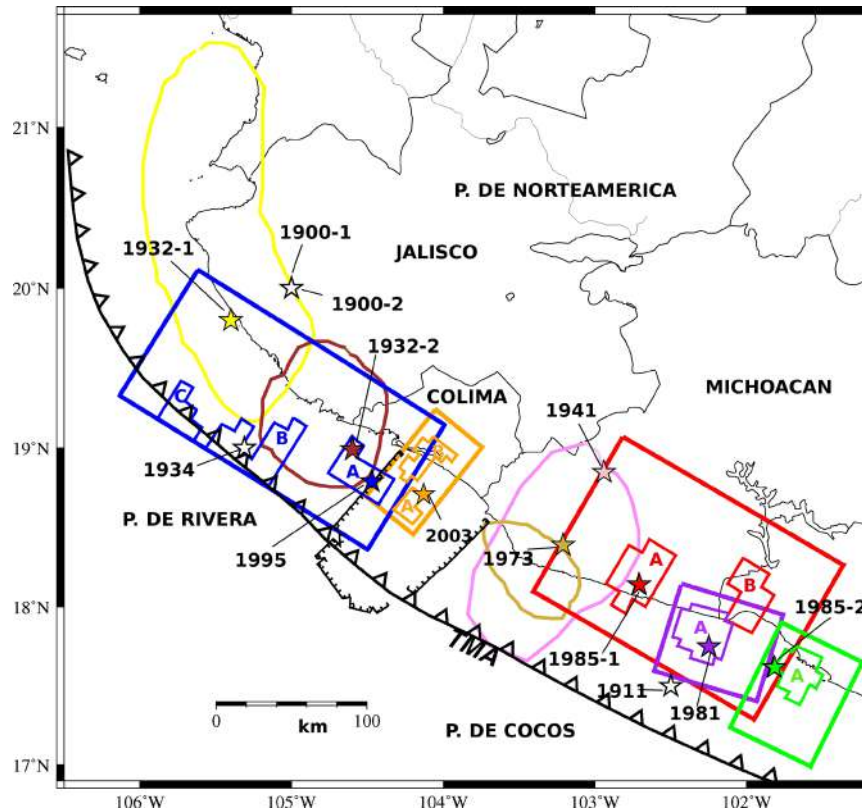 21°N
20°N
19°N
18°N
17°N
106°W
105°W
104°W
103°W
102°W
P. DE NORTEAMERICA
1900-1
JALISCO
1932-1
1900-2
1932-2
COLIMA
MICHOACAN
1941
C
B
B
1934
A
A
P. DE RIVERA
1995
2003
1973
A
B
1985-2
A
A
TMA
1985-1
1911
1981
P. DE COCOS
0
100
km